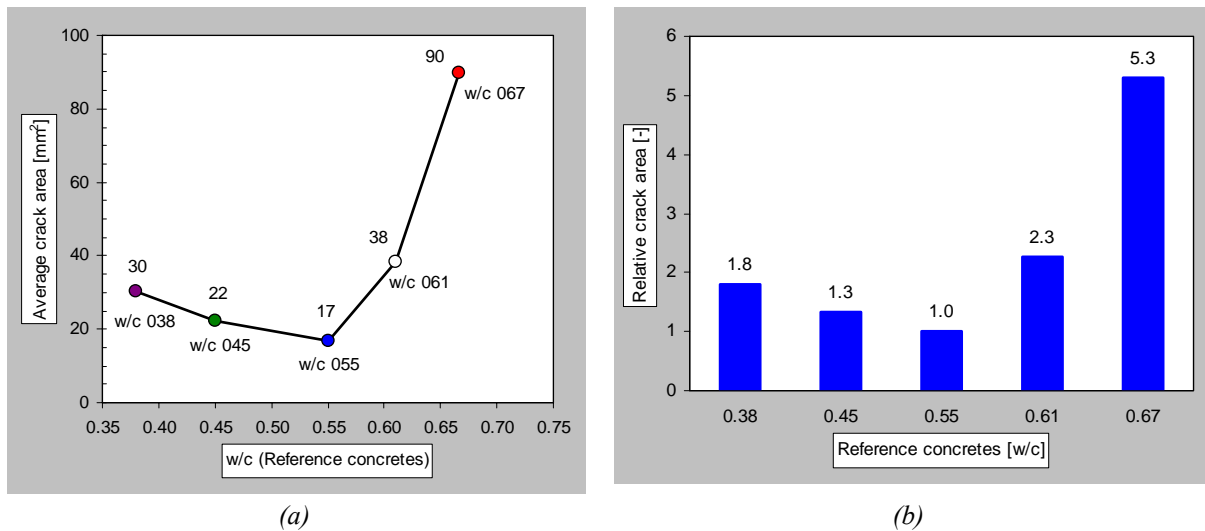 100
80
60
40
20
0
Average crack area [mm²]
90
w/c 067
38
w/c 061
30
w/c 038
22
w/c 045
17
w/c 055
0.35 0.40 0.45 0.50 0.55 0.60 0.65 0.70 0.75
w/c (Reference concretes)
(a)
6
5
4
3
2
1
0
Relative crack area [-]
1.8
1.3
1.0
2.3
5.3
0.38 0.45 0.55 0.61 0.67
Reference concretes [w/c]
(b)